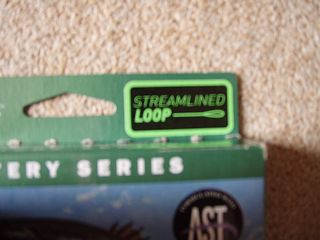 STREAMLINED
LOOP
ERY SERIES
AST